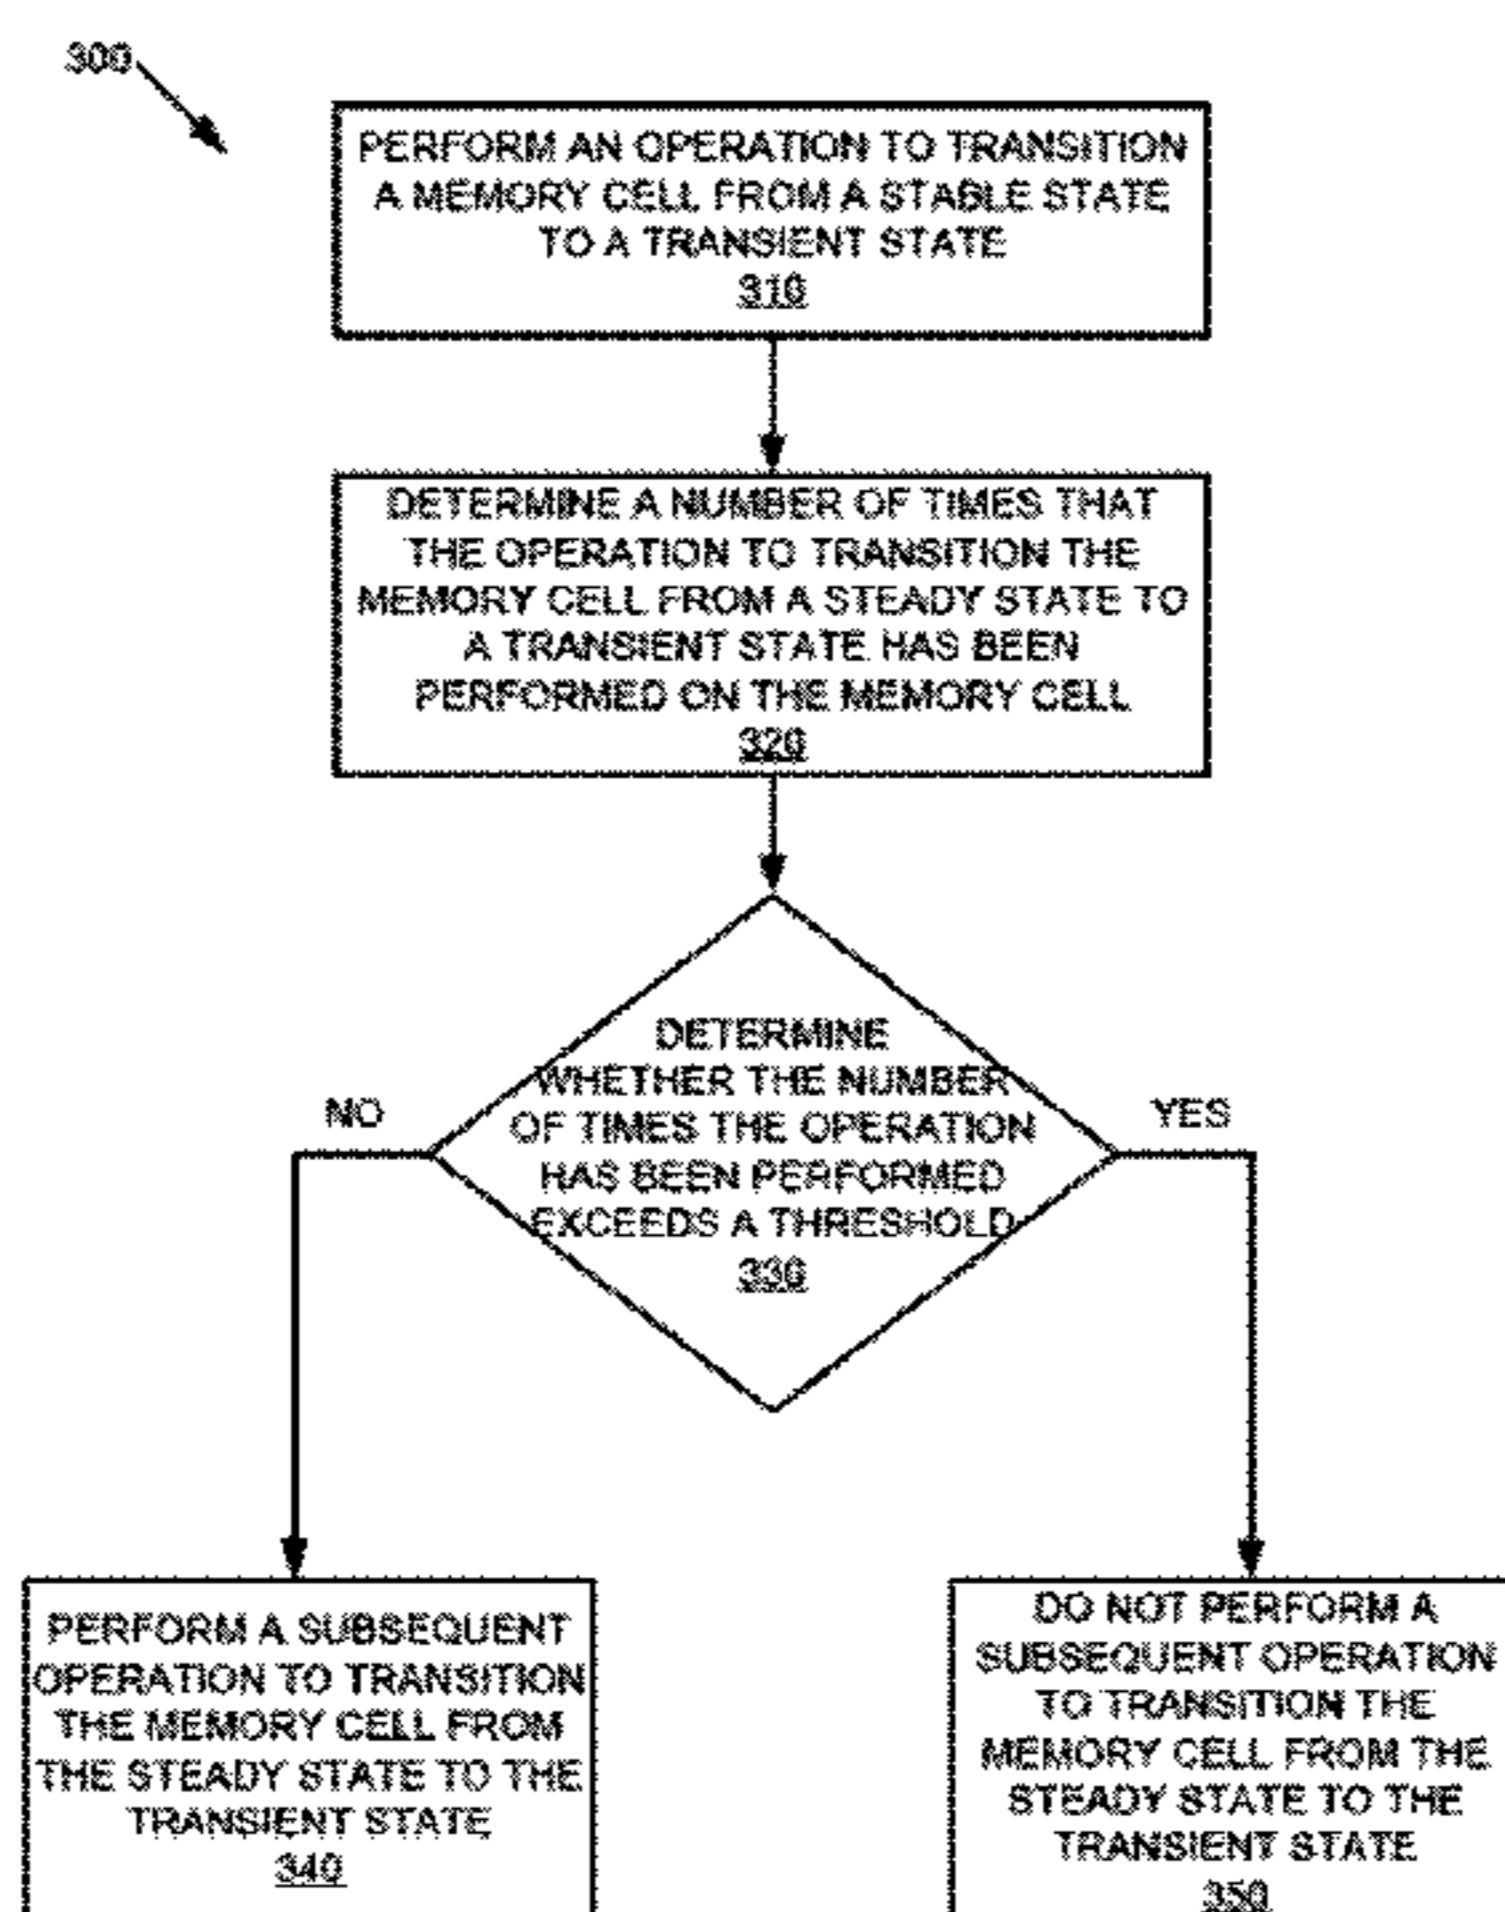 300
PERFORM AN OPERATION TO TRANSITION
A MEMORY CELL FROM A STABLE STATE
TO A TRANSIENT STATE
310
DETERMINE A NUMBER OF TIMES THAT
THE OPERATION TO TRANSITION THE
MEMORY CELL FROM A STEADY STATE TO
A TRANSIENT STATE HAS BEEN
PERFORMED ON THE MEMORY CELL
320
DETERMINE
WHETHER THE NUMBER
OF TIMES THE OPERATION
HAS BEEN PERFORMED
EXCEEDS A THRESHOLD
330
NO
YES
PERFORM A SUBSEQUENT
OPERATION TO TRANSITION
THE MEMORY CELL FROM
THE STEADY STATE TO THE
TRANSIENT STATE
340
DO NOT PERFORM A
SUBSEQUENT OPERATION
TO TRANSITION THE
MEMORY CELL FROM THE
STEADY STATE TO THE
TRANSIENT STATE
350